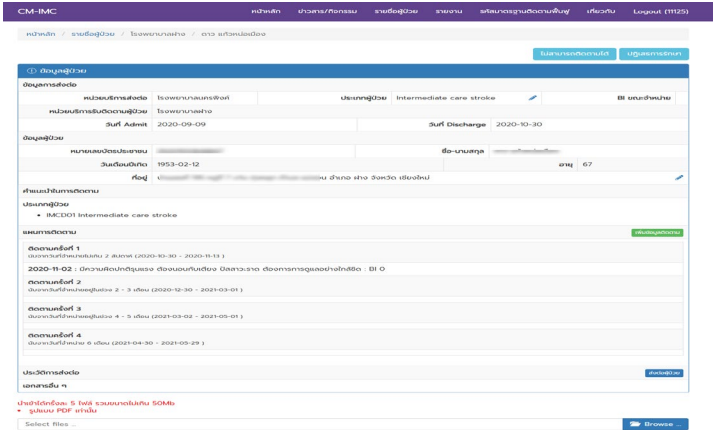 CM-IMC หน้าหลัก ข่าวสาร/กิจกรรม รายชื่อผู้ป่วย รายงาน รหัสมาตรฐานติดตามฟื้นฟู เกี่ยวกับ Logout (11125)
หน้าหลัก / รายชื่อผู้ป่วย / โรงพยาบาลฝาง / ดาว แก้วหน่อเมือง
ไม่สามารถติดตามได้ ปฏิเสธการรักษา
ข้อมูลผู้ป่วย
ข้อมูลการส่งต่อ
หน่วยบริการส่งต่อ โรงพยาบาลนครพิงค์ ประเภทผู้ป่วย Intermediate care stroke BI ขณะจำหน่าย
หน่วยบริการรับติดตามผู้ป่วย โรงพยาบาลฝาง
วันที่ Admit 2020-09-09 วันที่ Discharge 2020-10-30
ข้อมูลผู้ป่วย
หมายเลขบัตรประชาชน ชื่อ-นามสกุล
วันเดือนปีเกิด 1953-02-12 อายุ 67
ที่อยู่ อำเภอ ฝาง จังหวัด เชียงใหม่
คำแนะนำในการติดตาม
ประเภทผู้ป่วย
• IMCD01 Intermediate care stroke
แผนการติดตาม เพิ่มข้อมูลติดตาม
ติดตามครั้งที่ 1
นับจากวันที่จำหน่ายไม่เกิน 2 สัปดาห์ (2020-10-30 - 2020-11-13 )
2020-11-02 : มีความผิดปกติรุนแรง ต้องนอนกับเตียง ปัสสาวะราด ต้องการการดูแลอย่างใกล้ชิด : BI 0
ติดตามครั้งที่ 2
นับจากวันที่จำหน่ายอยู่ในช่วง 2 - 3 เดือน (2020-12-30 - 2021-03-01 )
ติดตามครั้งที่ 3
นับจากวันที่จำหน่ายอยู่ในช่วง 4 - 5 เดือน (2021-03-02 - 2021-05-01 )
ติดตามครั้งที่ 4
นับจากวันที่จำหน่าย 6 เดือน (2021-04-30 - 2021-05-29 )
ประวัติการส่งต่อ ส่งต่อผู้ป่วย
เอกสารอื่น ๆ
นำเข้าได้ครั้งละ 5 ไฟล์ รวมขนาดไม่เกิน 50Mb
• รูปแบบ PDF เท่านั้น
Select files ... Browse ...